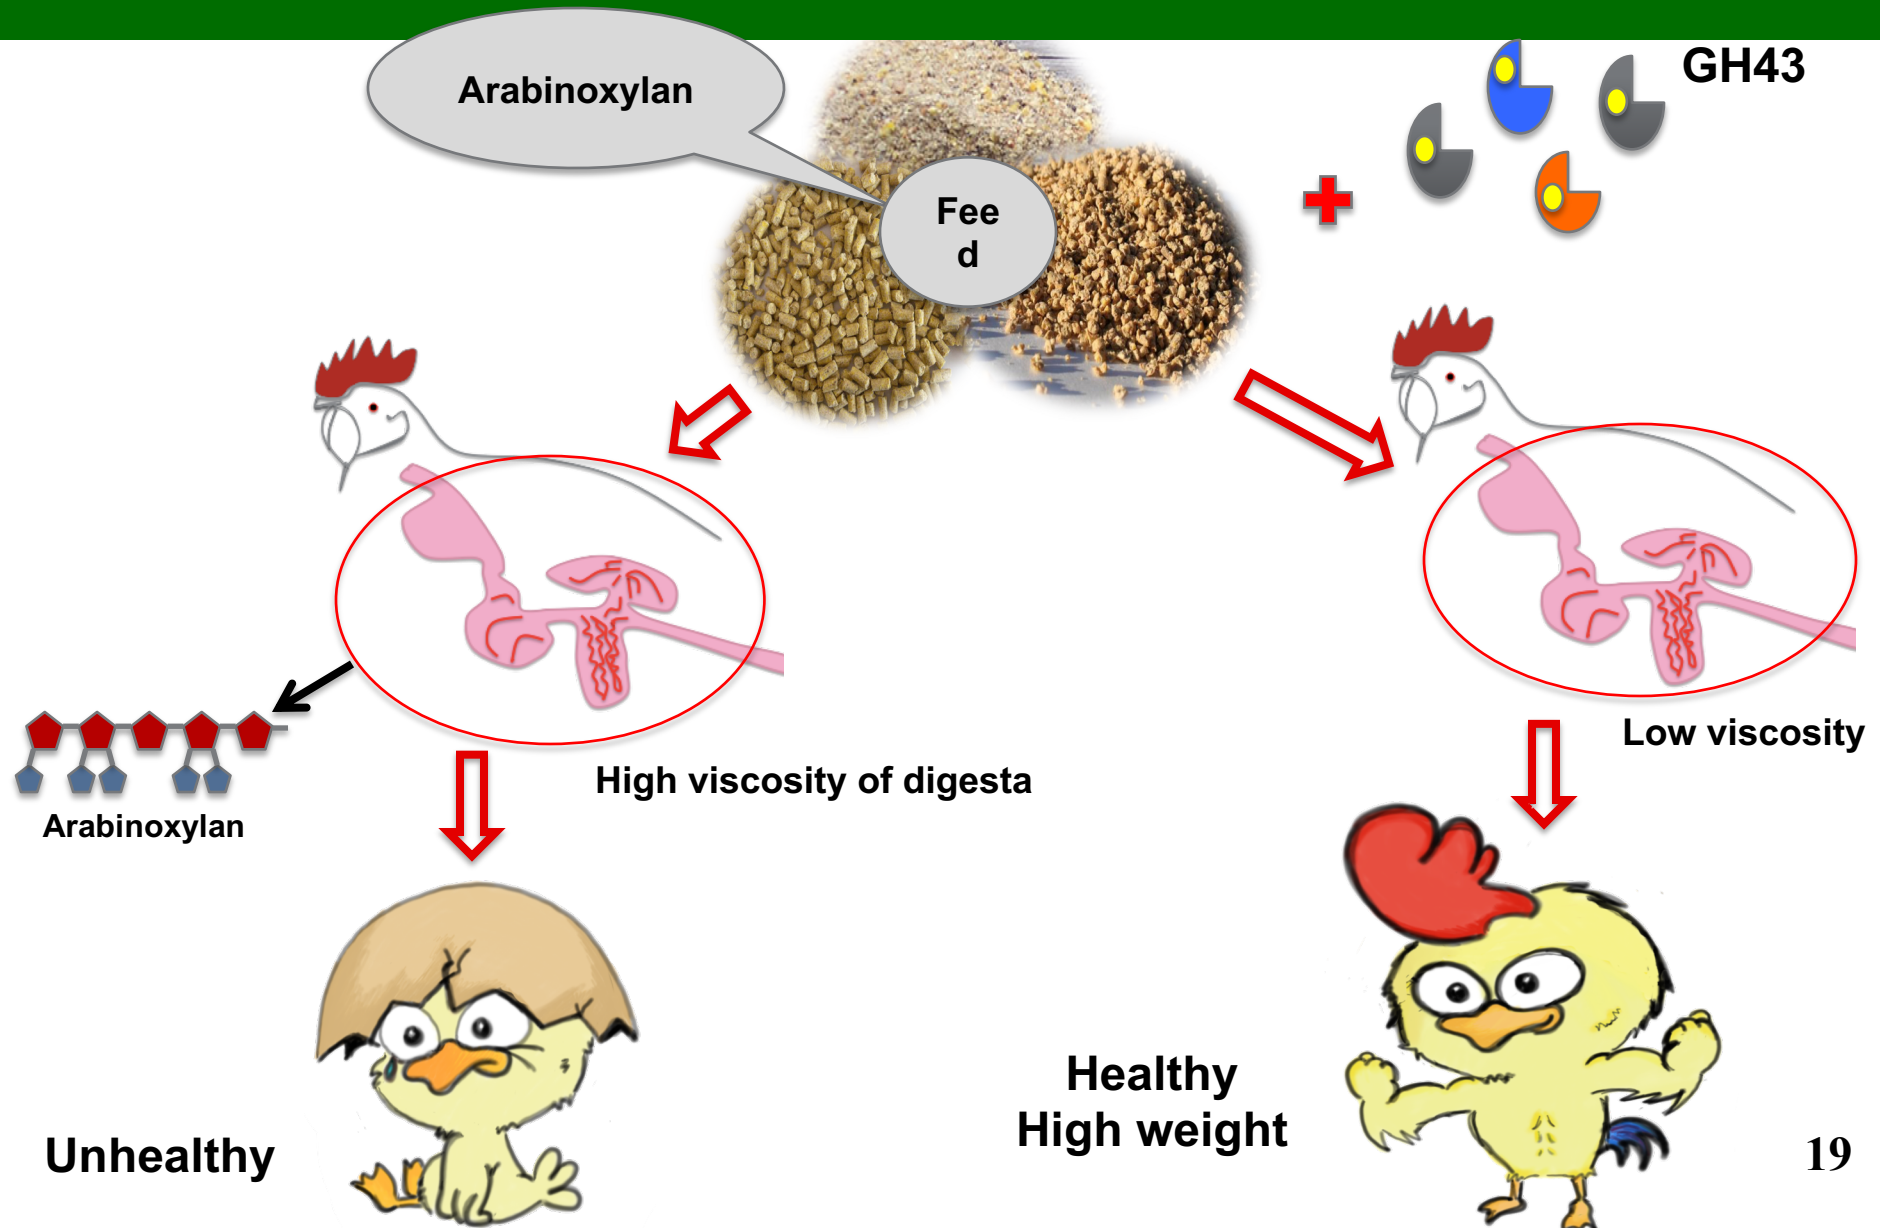 Arabinoxylan
GH43
Fee
d
Low viscosity
High viscosity of digesta
Arabinoxylan
Healthy
High weight
Unhealthy
19